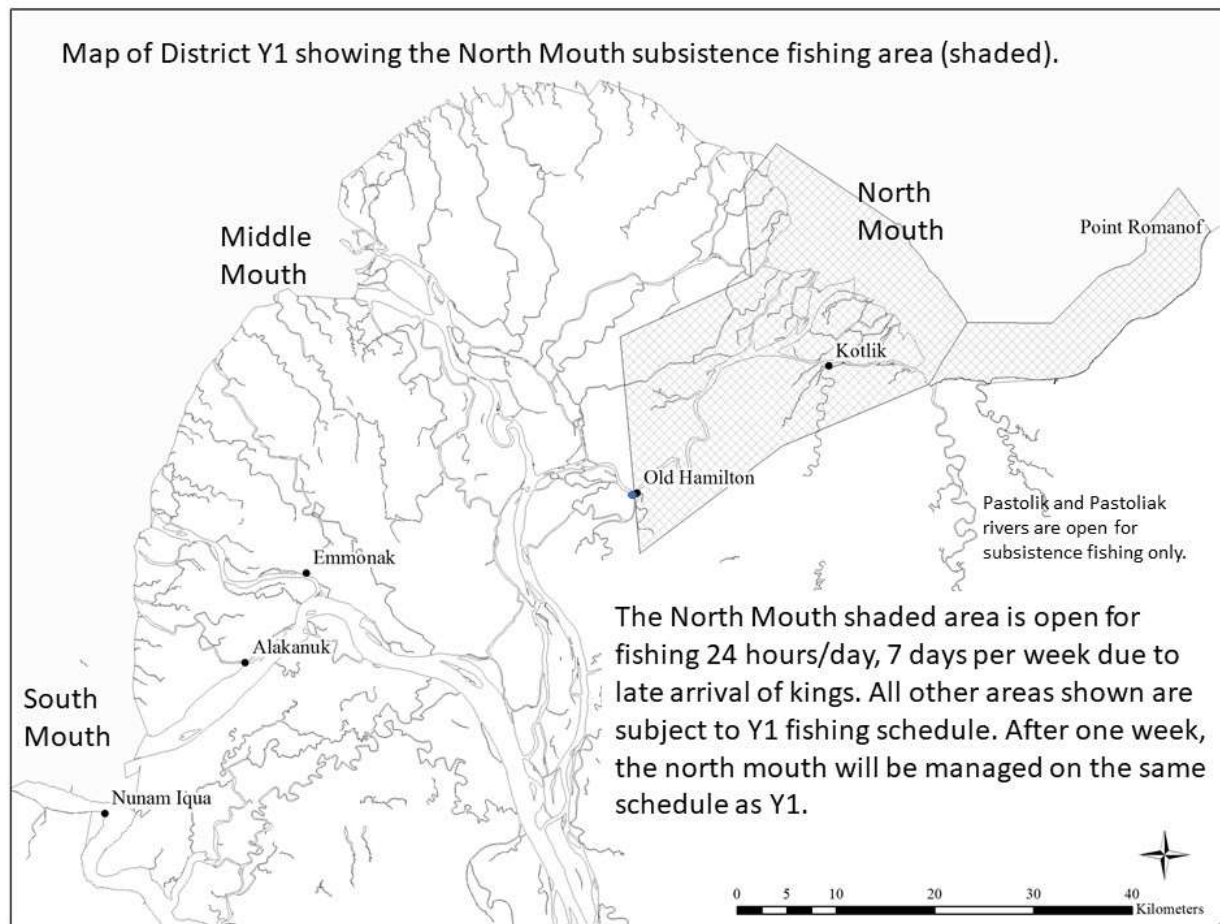 Map of District Y1 showing the North Mouth subsistence fishing area (shaded).
North
Mouth
Point Romanof
Middle
Mouth
Kotlik
Old Hamilton
Pastolik and Pastoliak
rivers are open for
subsistence fishing only.
Emmonak
Alakanuk
The North Mouth shaded area is open for
fishing 24 hours/day, 7 days per week due to
late arrival of kings. All other areas shown are
subject to Y1 fishing schedule. After one week,
the north mouth will be managed on the same
schedule as Y1.
South
Mouth
Nunam Iqua
0 5 10 20 30 40
Kilometers